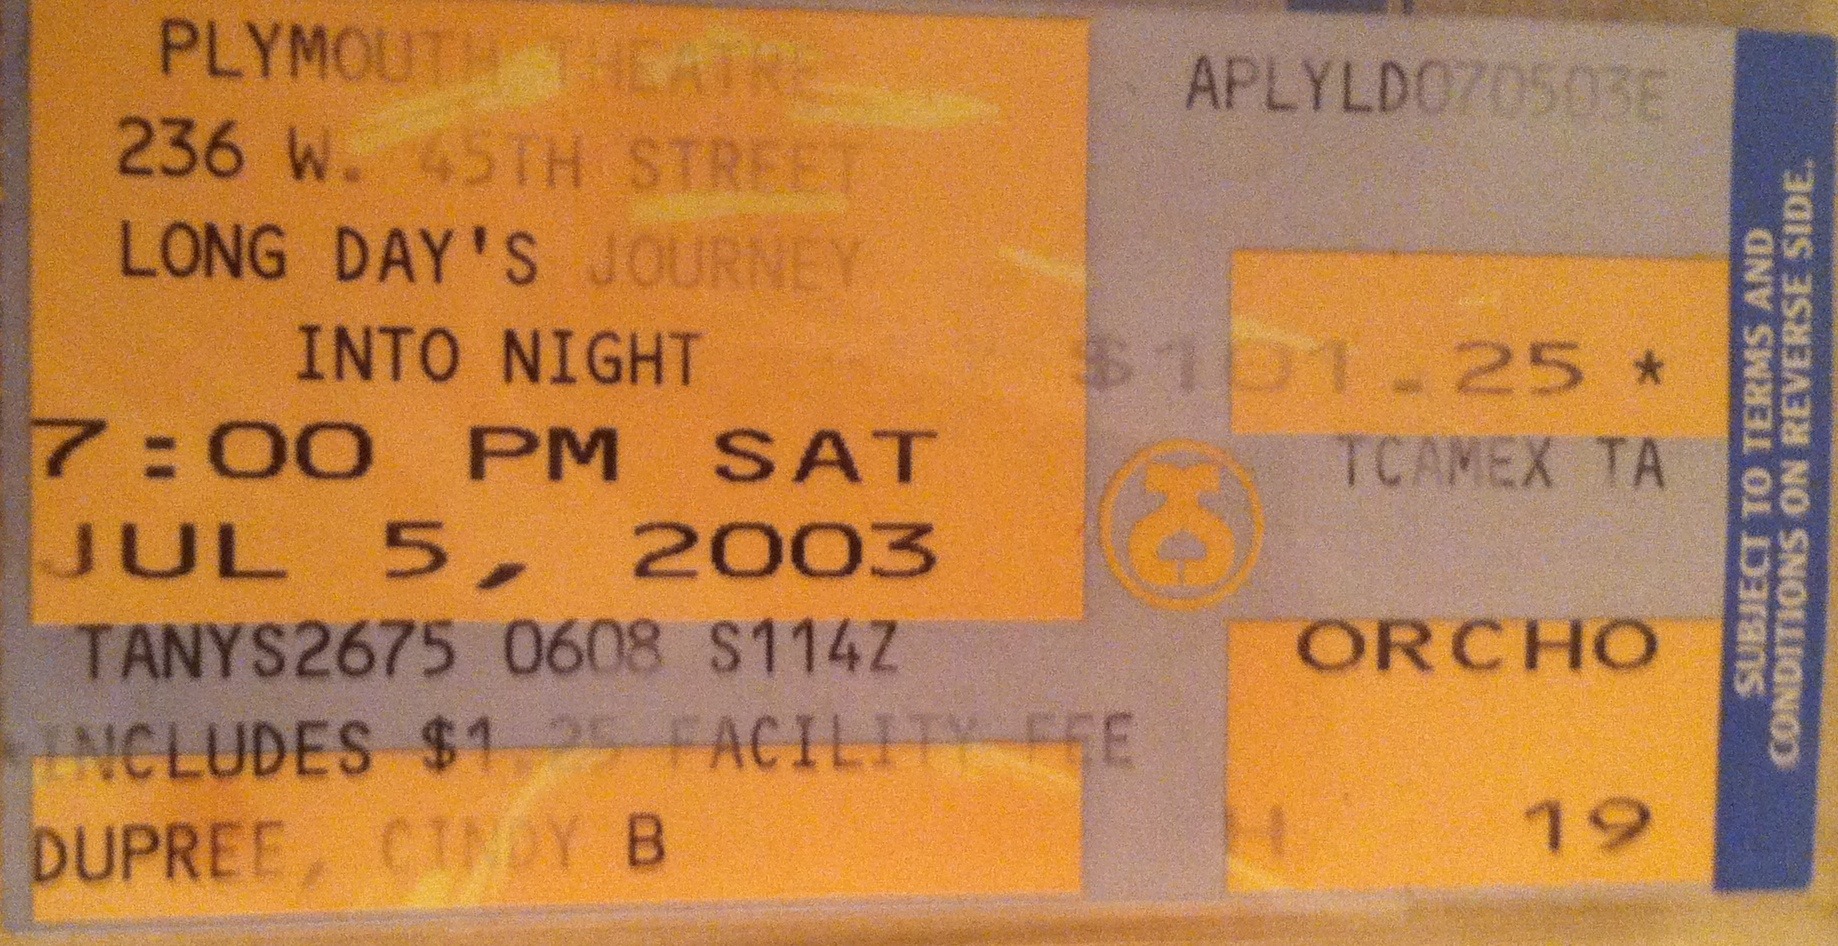 PLYMOUTH THEATRE
236 W. 45TH STREET
LONG DAY'S JOURNEY
INTO NIGHT
7:00 PM SAT
JUL 5, 2003
TANYS2675 0608 S114Z
INCLUDES $1.25 FACILITY FEE
DUPREE, CINDY B
APLYLD070503E
$101.25 *
TCAMEX TA
ORCHO
H 19
SUBJECT TO TERMS AND
CONDITIONS ON REVERSE SIDE.